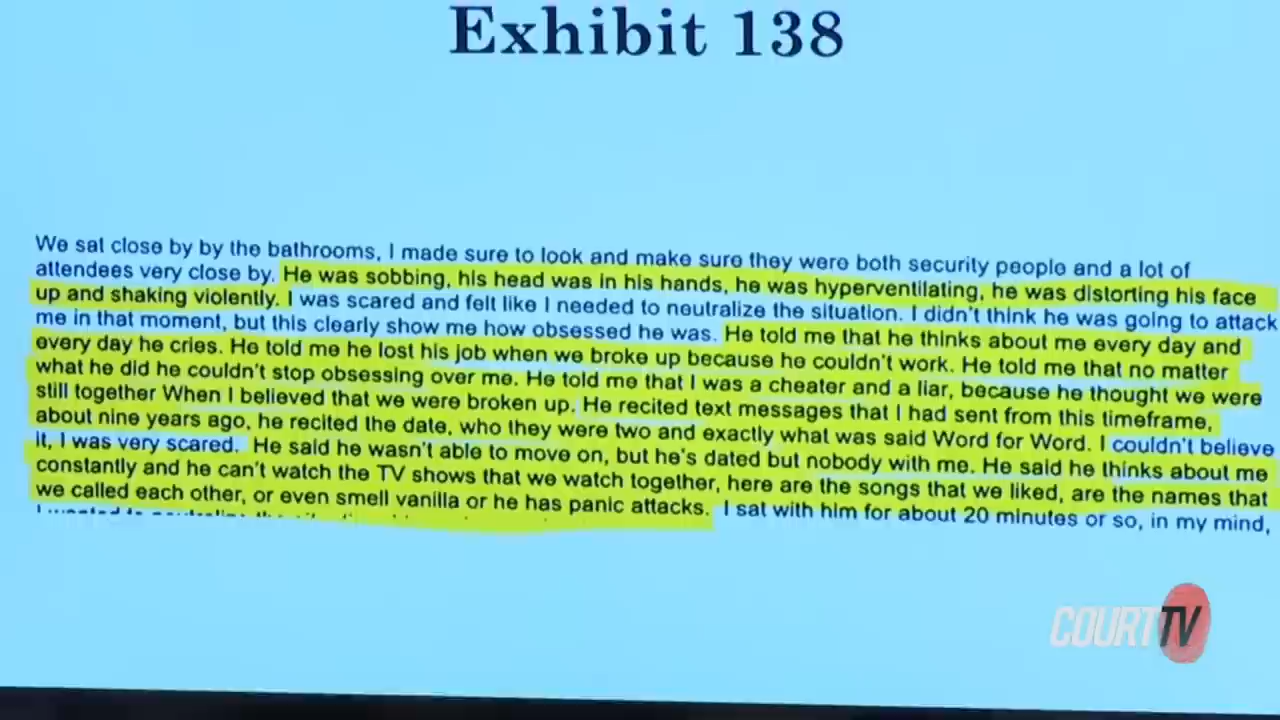 Exhibit 138
We sat close by by the bathrooms, I made sure to look and make sure they were both security people and a lot of
attendees very close by. He was sobbing, his head was in his hands, he was hyperventilating, he was distorting his face
up and shaking violently. I was scared and felt like I needed to neutralize the situation. I didn't think he was going to attack
me in that moment, but this clearly show me how obsessed he was. He told me that he thinks about me every day and
every day he cries. He told me he lost his job when we broke up because he couldn't work. He told me that no matter
what he did he couldn't stop obsessing over me. He told me that I was a cheater and a liar, because he thought we were
still together When I believed that we were broken up. He recited text messages that I had sent from this timeframe,
about nine years ago, he recited the date, who they were two and exactly what was said Word for Word. I couldn't believe
it, I was very scared. He said he wasn't able to move on, but he's dated but nobody with me. He said he thinks about me
constantly and he can't watch the TV shows that we watch together, here are the songs that we liked, are the names that
we called each other, or even smell vanilla or he has panic attacks. I sat with him for about 20 minutes or so, in my mind,
COURT TV